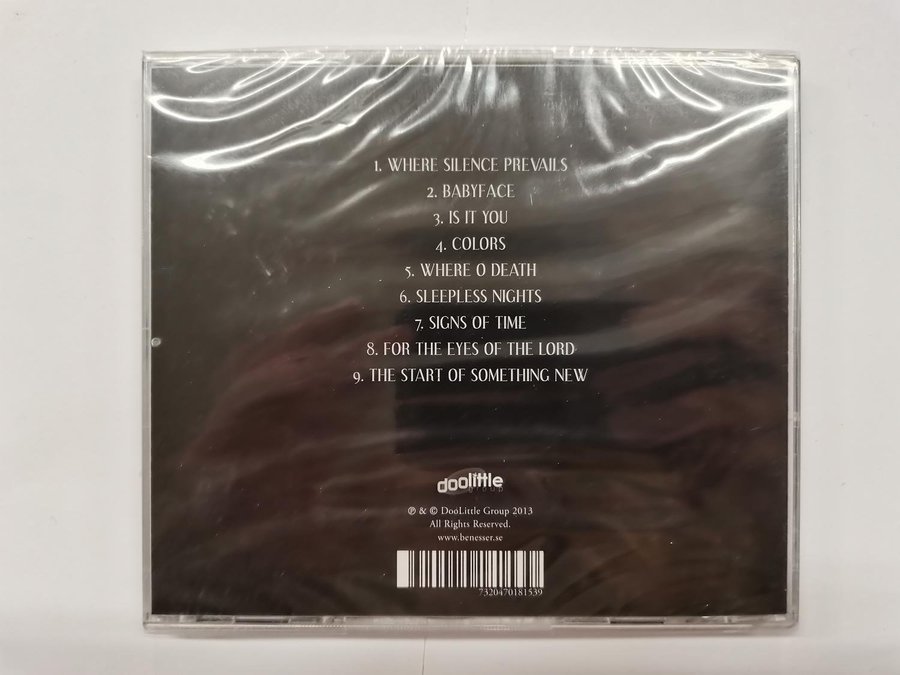 1. WHERE SILENCE PREVAILS
2. BABYFACE
3. IS IT YOU
4. COLORS
5. WHERE O DEATH
6. SLEEPLESS NIGHTS
7. SIGNS OF TIME
8. FOR THE EYES OF THE LORD
9. THE START OF SOMETHING NEW
doolittle
group
℗ & © DooLittle Group 2013
All Rights Reserved.
www.benesser.se
7320470181539